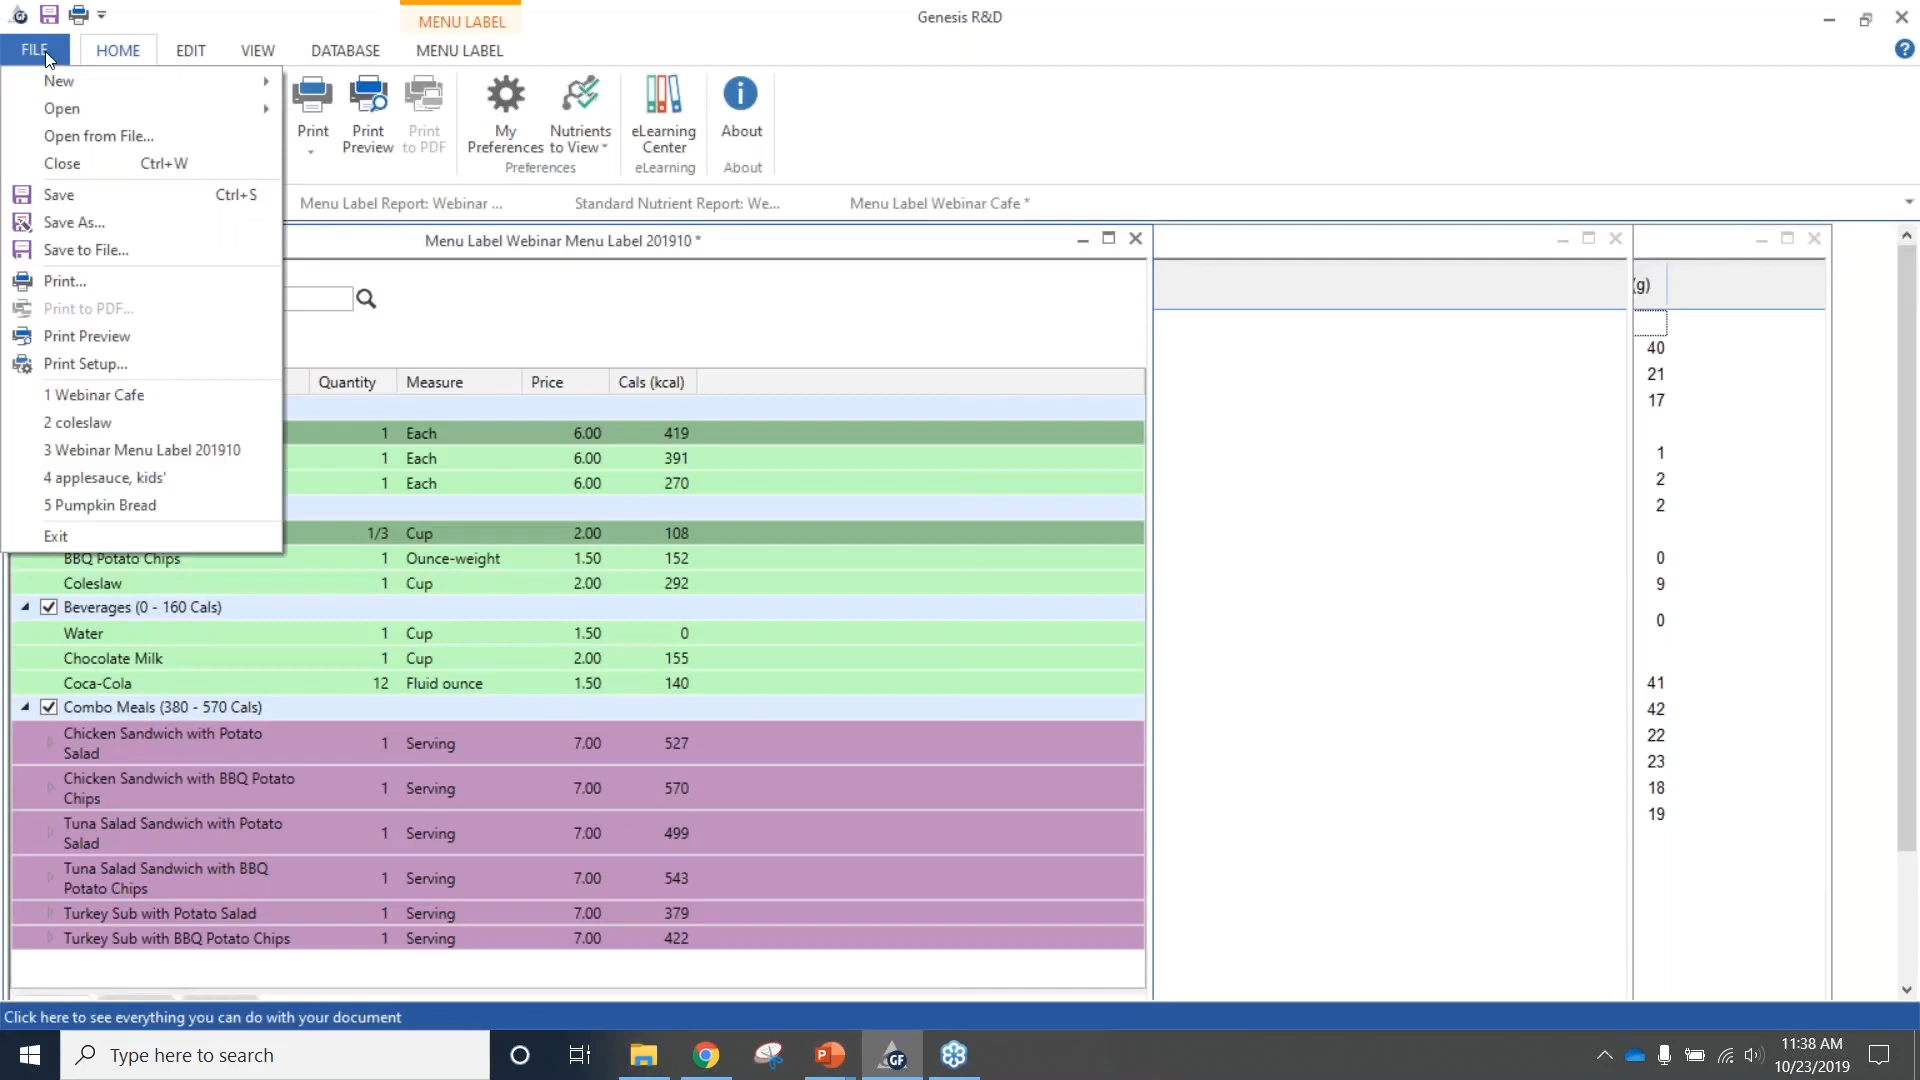 MENU LABEL
Genesis R&D
FILE HOME EDIT VIEW DATABASE MENU LABEL
New
Open
Open from File...
Close Ctrl+W
Save Ctrl+S
Save As...
Save to File...
Print...
Print to PDF...
Print Preview
Print Setup...
1 Webinar Cafe
2 coleslaw
3 Webinar Menu Label 201910
4 applesauce, kids'
5 Pumpkin Bread
Exit
Print
Print Preview
Print to PDF
My Preferences
Nutrients to View
Preferences
eLearning Center
eLearning
About
About
Menu Label Report: Webinar ... Standard Nutrient Report: We... Menu Label Webinar Cafe *
Menu Label Webinar Menu Label 201910 *
Quantity Measure Price Cals (kcal)
1 Each 6.00 419
1 Each 6.00 391
1 Each 6.00 270
1/3 Cup 2.00 108
BBQ Potato Chips 1 Ounce-weight 1.50 152
Coleslaw 1 Cup 2.00 292
Beverages (0 - 160 Cals)
Water 1 Cup 1.50 0
Chocolate Milk 1 Cup 2.00 155
Coca-Cola 12 Fluid ounce 1.50 140
Combo Meals (380 - 570 Cals)
Chicken Sandwich with Potato
Salad 1 Serving 7.00 527
Chicken Sandwich with BBQ Potato
Chips 1 Serving 7.00 570
Tuna Salad Sandwich with Potato
Salad 1 Serving 7.00 499
Tuna Salad Sandwich with BBQ
Potato Chips 1 Serving 7.00 543
Turkey Sub with Potato Salad 1 Serving 7.00 379
Turkey Sub with BBQ Potato Chips 1 Serving 7.00 422
(g)
40
21
17
1
2
2
0
9
0
41
42
22
23
18
19
Click here to see everything you can do with your document
Type here to search
GF
11:38 AM
10/23/2019